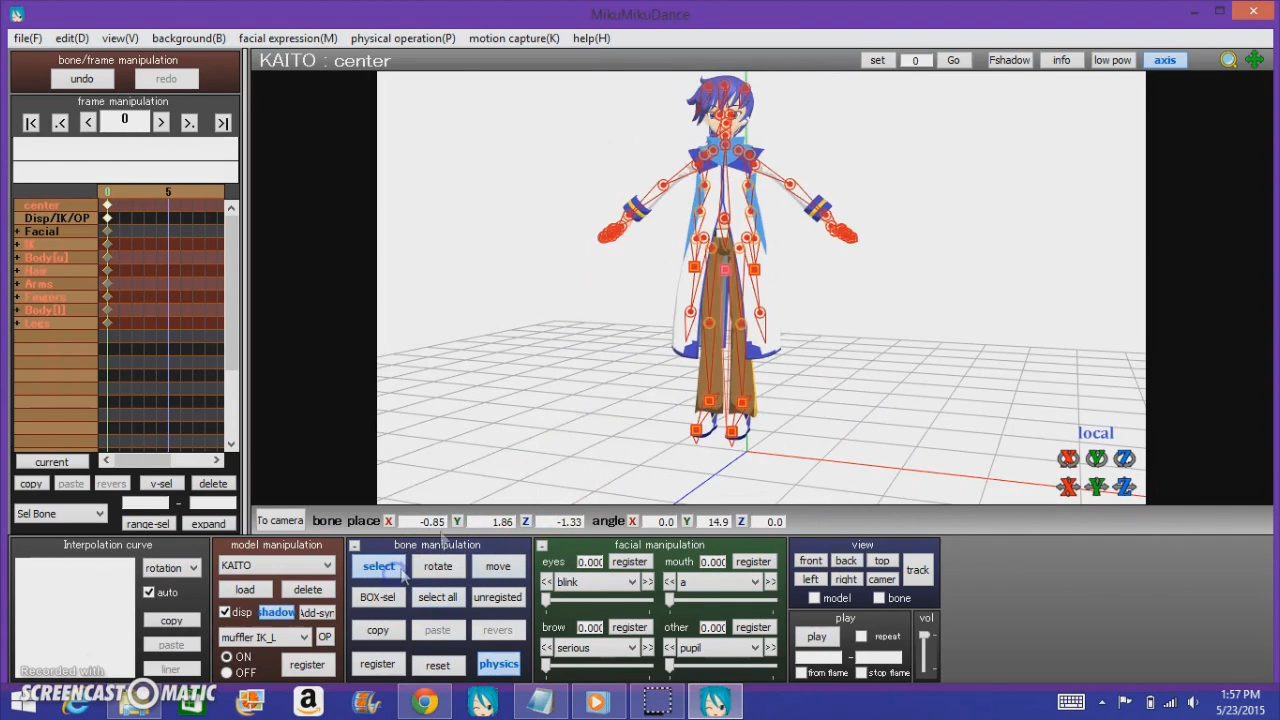 MikuMikuDance
file(F) edit(D) view(V) background(B) facial expression(M) physical operation(P) motion capture(K) help(H)
bone/frame manipulation
undo redo
frame manipulation
|< .< < 0 > >. >|
0 5
center
Disp/IK/OP
+ Facial
+ IK
+ Body[u]
+ Hair
+ Arms
+ Fingers
+ Body[l]
+ Legs
current
copy paste revers v-sel delete
Sel Bone -
range-sel expand
KAITO : center
set 0 Go Fshadow info low pow axis
local
X Y Z
X Y Z
To camera bone place X -0.85 Y 1.86 Z -1.33 angle X 0.0 Y 14.9 Z 0.0
Interpolation curve
rotation
auto
copy
paste
liner
model manipulation
KAITO
load delete
disp shadow Add-syn
muffler IK_L OP
ON
OFF
register
- bone manipulation
select rotate move
BOX-sel select all unregisted
copy paste revers
register reset physics
- facial manipulation
eyes 0.000 register mouth 0.000 register
<< blink >> << a >>
brow 0.000 register other 0.000 register
<< serious >> << pupil >>
view
front back top
left right camer
track
model bone
play
play repeat
-
from flame stop flame
vol
Recorded with
SCREENCAST-O-MATIC
1:57 PM
5/23/2015